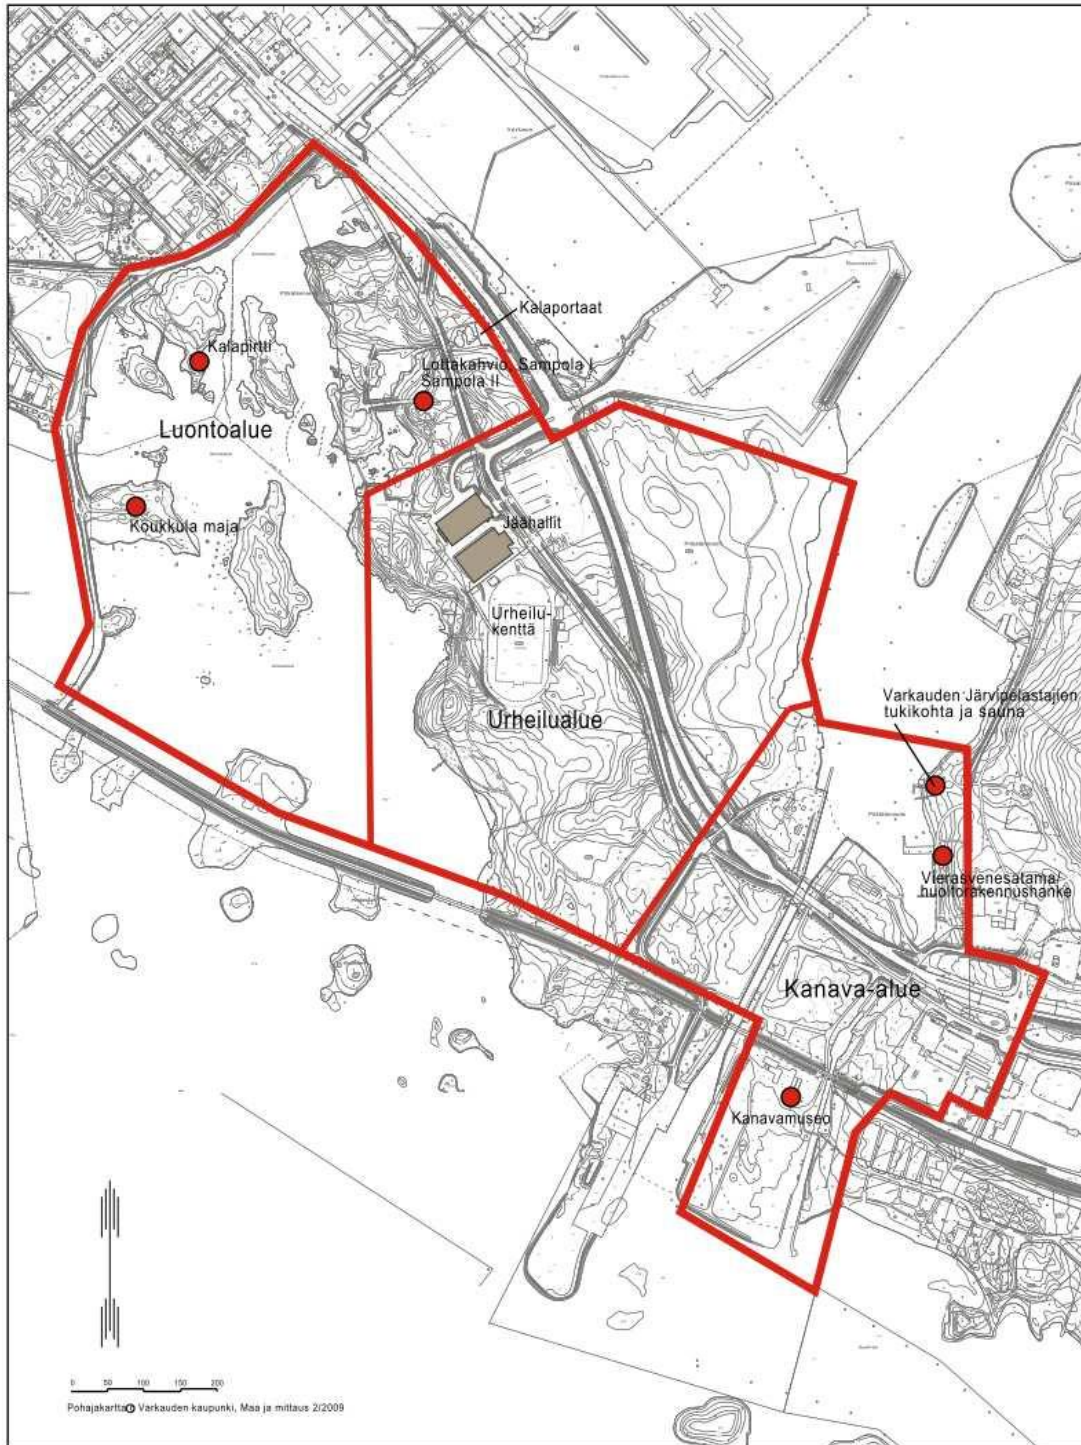 Kalaportaat
Kalapirtti
Lottakahvio, Sampola I
Sampola II
Luontoalue
Koukkula maja
Jäähallit
Urheilu-
kenttä
Urheilualue
Varkauden Järvipelastajien
tukikohta ja sauna
Vierasvenesatama/
huoltorakennushanke
Kanava-alue
Kanavamuseo
0 50 100 150 200
Pohajakartta © Varkauden kaupunki, Maa ja mittaus 2/2009